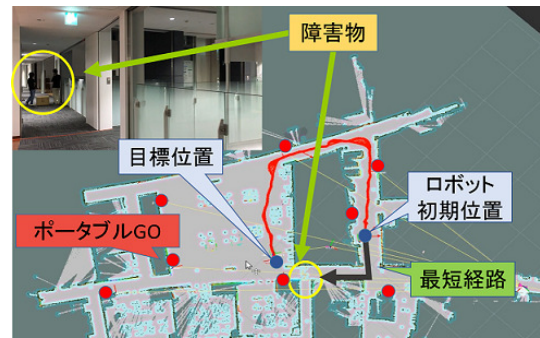 障害物
目標位置
ロボット
初期位置
ポータブルGO
最短経路